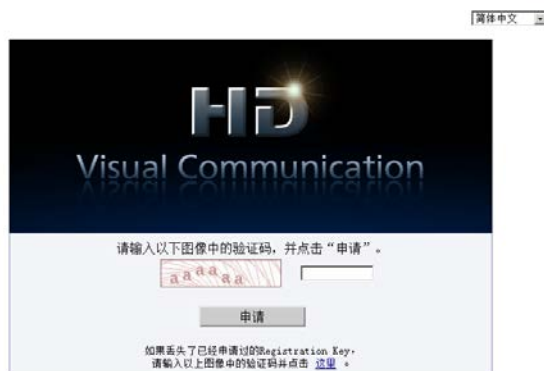 简体中文
HD
Visual Communication
请输入以下图像中的验证码，并点击“申请”。
aaaaaa
申请
如果丢失了已经申请过的Registration Key，
请输入以上图像中的验证码并点击 这里 。